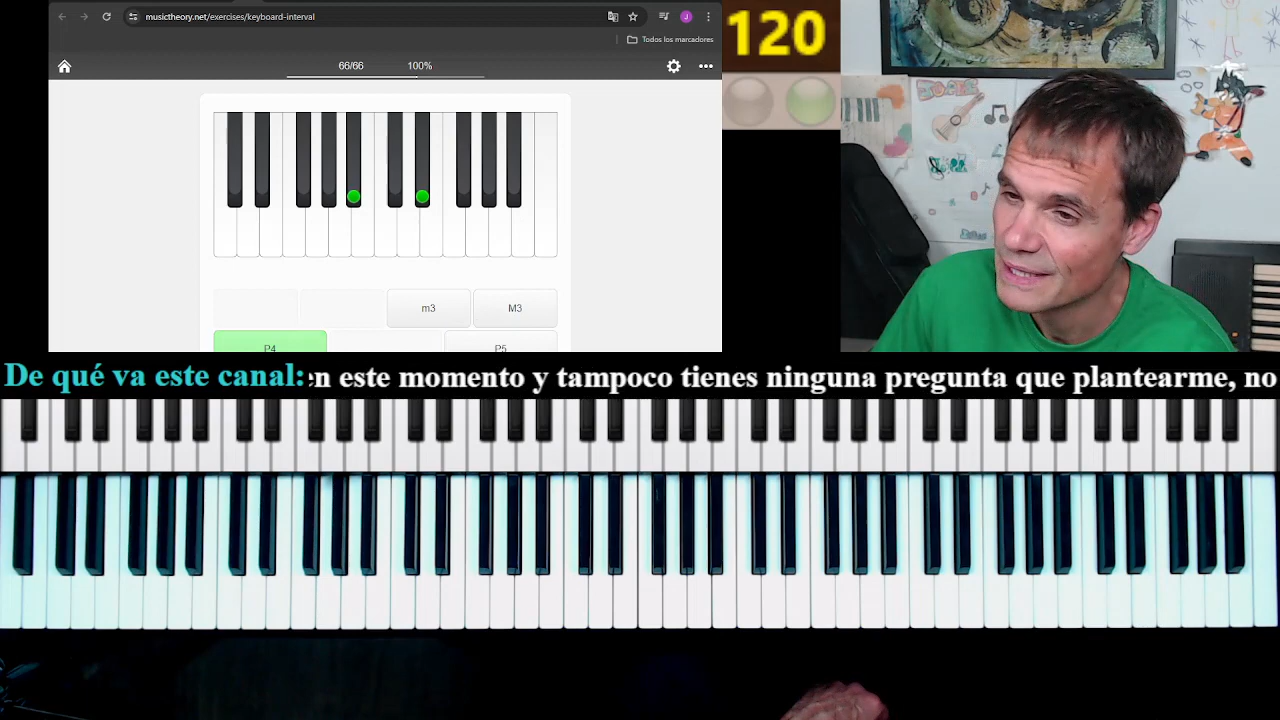 musictheory.net/exercises/keyboard-interval
Todos los marcadores
66/66 100%
120
m3 M3
P4 P5
De qué va este canal: en este momento y tampoco tienes ninguna pregunta que plantearme, no